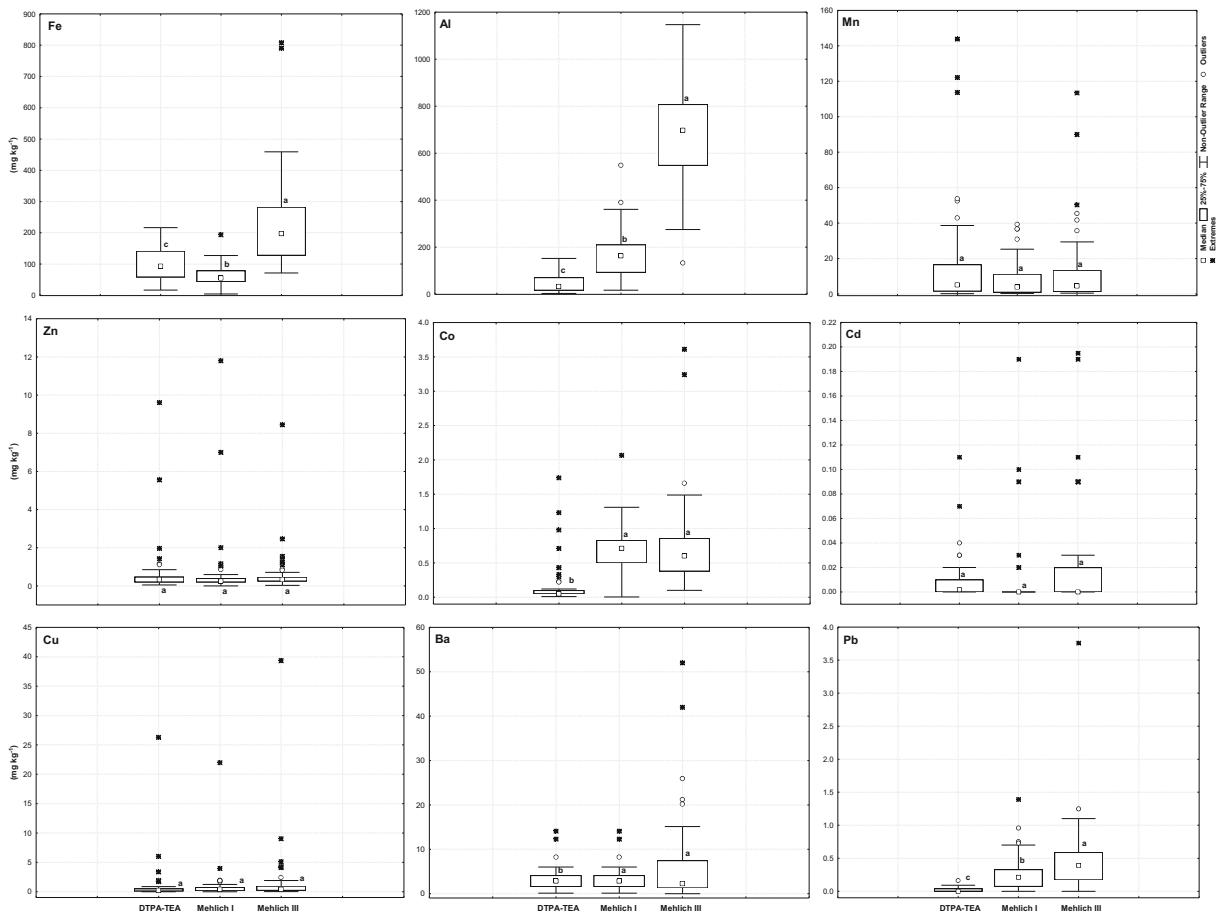 Fe
900
800
700
600
500
400
300
200
100
0
(mg kg-1)
c
b
a
Al
1200
1000
800
600
400
200
0
c
b
a
Mn
160
140
120
100
80
60
40
20
0
a
a
a
□ Median
25%-75%
Non-Outlier Range
○ Outliers
Extremes
Zn
14
12
10
8
6
4
2
0
(mg kg-1)
a
a
a
Co
4.0
3.5
3.0
2.5
2.0
1.5
1.0
0.5
0.0
b
a
a
Cd
0.22
0.20
0.18
0.16
0.14
0.12
0.10
0.08
0.06
0.04
0.02
0.00
a
a
a
Cu
45
40
35
30
25
20
15
10
5
0
(mg kg-1)
a
a
a
DTPA-TEA Mehlich I Mehlich III
Ba
60
50
40
30
20
10
0
b
a
a
DTPA-TEA Mehlich I Mehlich III
Pb
4.0
3.5
3.0
2.5
2.0
1.5
1.0
0.5
0.0
c
b
a
DTPA-TEA Mehlich I Mehlich III